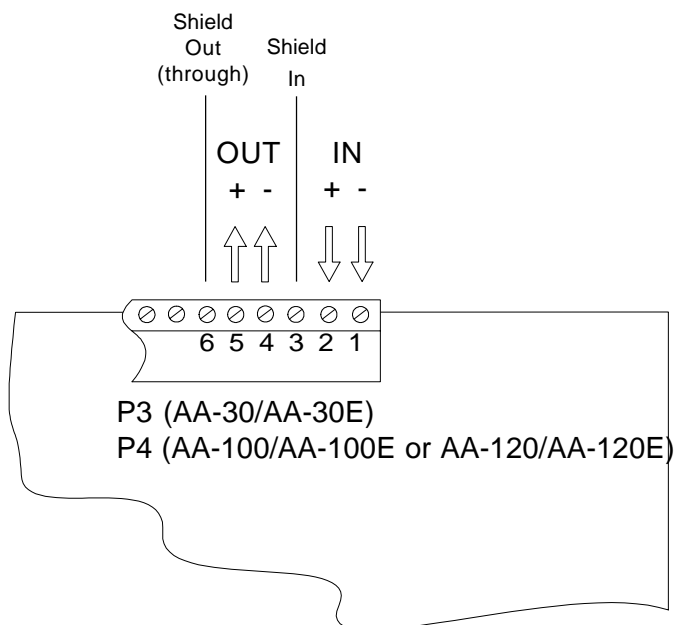 Shield
Out
(through)
Shield
In
OUT IN
+ - + -
6 5 4 3 2 1
P3 (AA-30/AA-30E)
P4 (AA-100/AA-100E or AA-120/AA-120E)